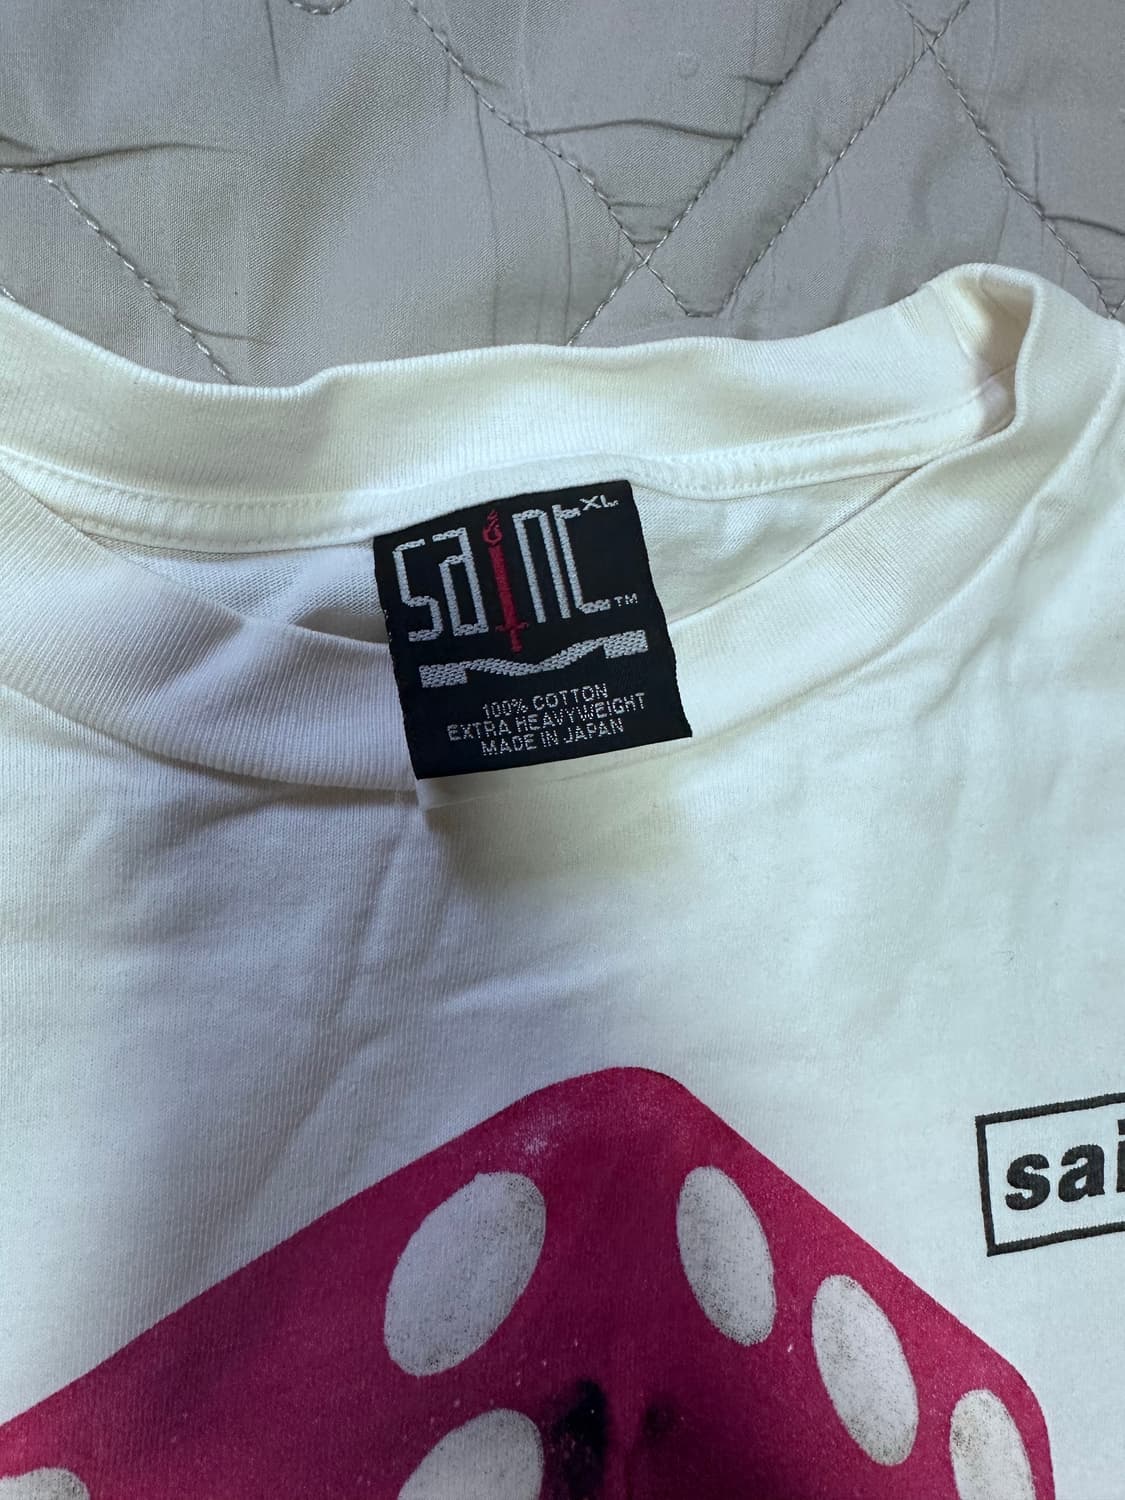 saint XL
TM
100% COTTON
EXTRA HEAVYWEIGHT
MADE IN JAPAN
sai